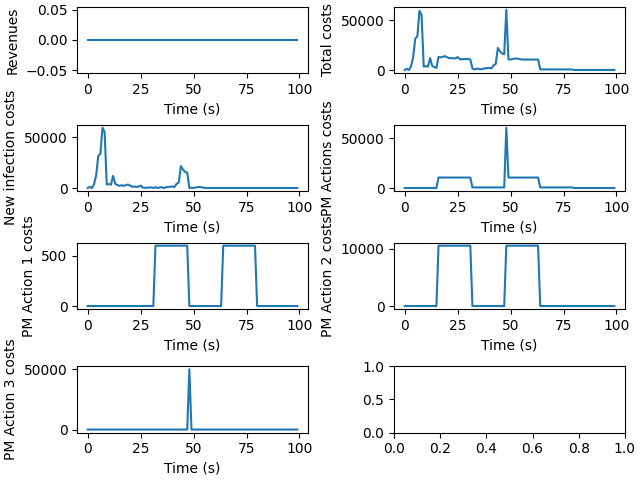 Revenues
0.05
0.00
−0.05
0 25 50 75 100
Time (s)
Total costs
50000
0
0 25 50 75 100
Time (s)
New infection costs
50000
0
0 25 50 75 100
Time (s)
PM Actions costs
50000
0
0 25 50 75 100
Time (s)
PM Action 1 costs
500
0
0 25 50 75 100
Time (s)
PM Action 2 costs
10000
0
0 25 50 75 100
Time (s)
PM Action 3 costs
50000
0
0 25 50 75 100
Time (s)
1.0
0.5
0.0
0.0 0.2 0.4 0.6 0.8 1.0